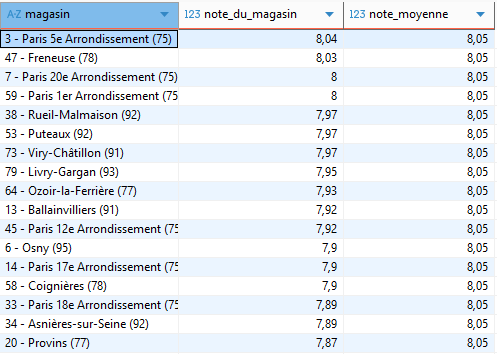 A-Z magasin 123 note_du_magasin 123 note_moyenne
3 - Paris 5e Arrondissement (75) 8,04 8,05
47 - Freneuse (78) 8,03 8,05
7 - Paris 20e Arrondissement (75) 8 8,05
59 - Paris 1er Arrondissement (75 8 8,05
38 - Rueil-Malmaison (92) 7,97 8,05
53 - Puteaux (92) 7,97 8,05
73 - Viry-Châtillon (91) 7,97 8,05
79 - Livry-Gargan (93) 7,95 8,05
64 - Ozoir-la-Ferrière (77) 7,93 8,05
13 - Ballainvilliers (91) 7,92 8,05
45 - Paris 12e Arrondissement (75 7,92 8,05
6 - Osny (95) 7,9 8,05
14 - Paris 17e Arrondissement (75 7,9 8,05
58 - Coignières (78) 7,9 8,05
33 - Paris 18e Arrondissement (75 7,89 8,05
34 - Asnières-sur-Seine (92) 7,89 8,05
20 - Provins (77) 7,87 8,05